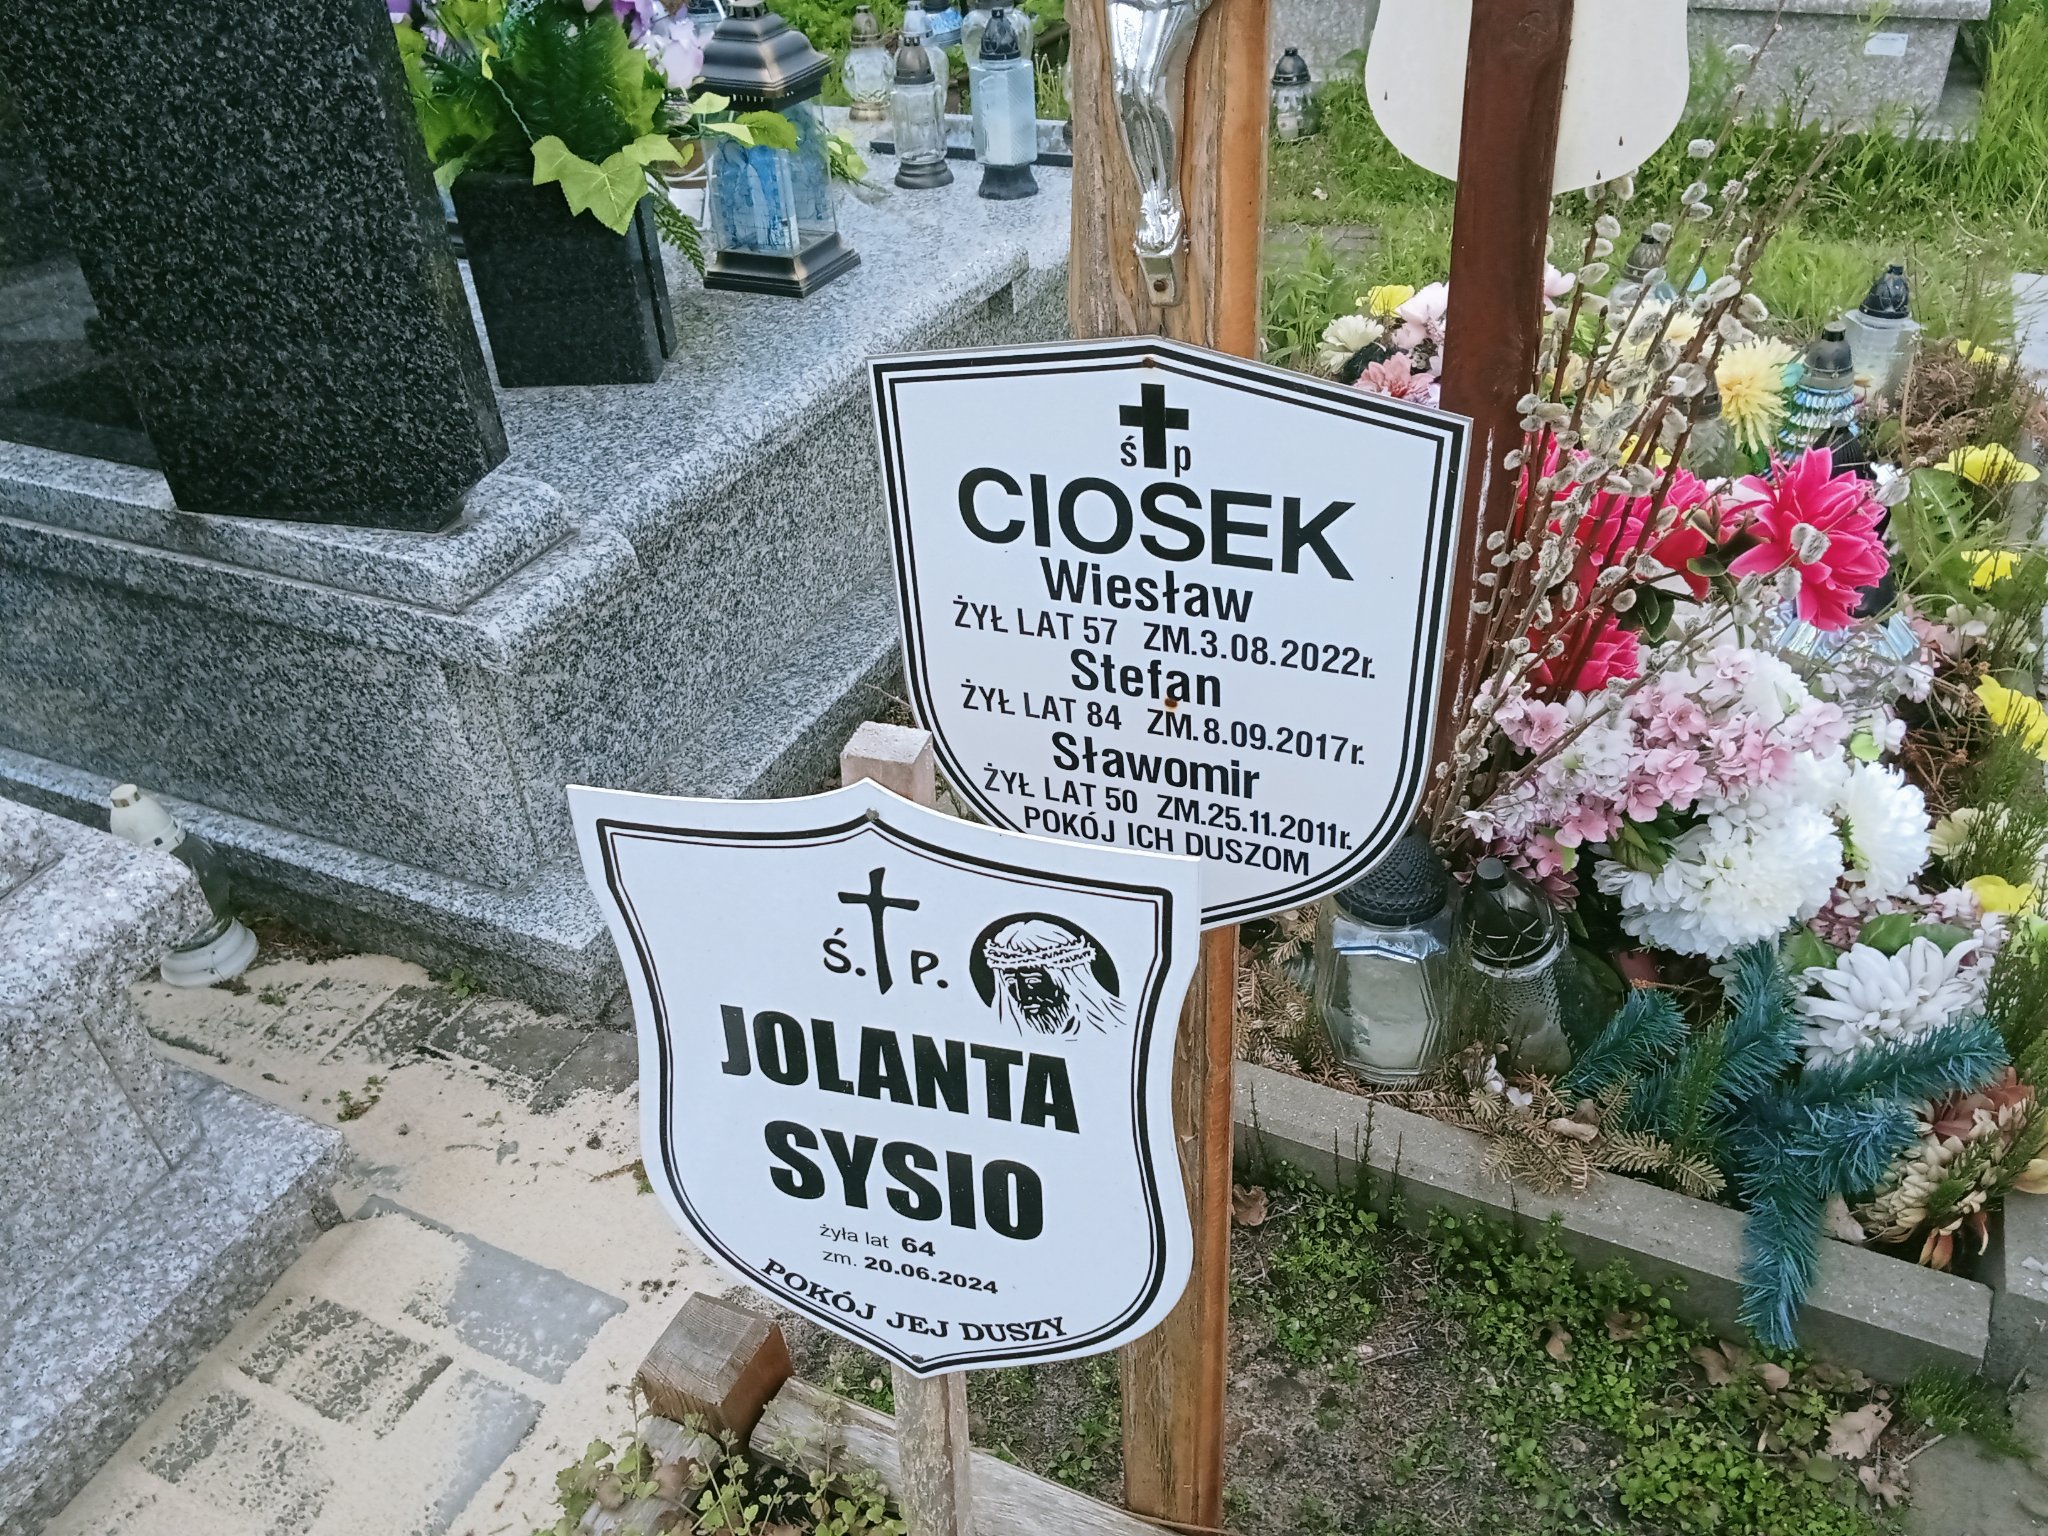 ś p
CIOSEK
Wiesław
ŻYŁ LAT 57 ZM.3.08.2022r.
Stefan
ŻYŁ LAT 84 ZM.8.09.2017r.
Sławomir
ŻYŁ LAT 50 ZM.25.11.2011r.
POKÓJ ICH DUSZOM
Ś. P.
JOLANTA
SYSIO
żyła lat 64
zm. 20.06.2024
POKÓJ JEJ DUSZY